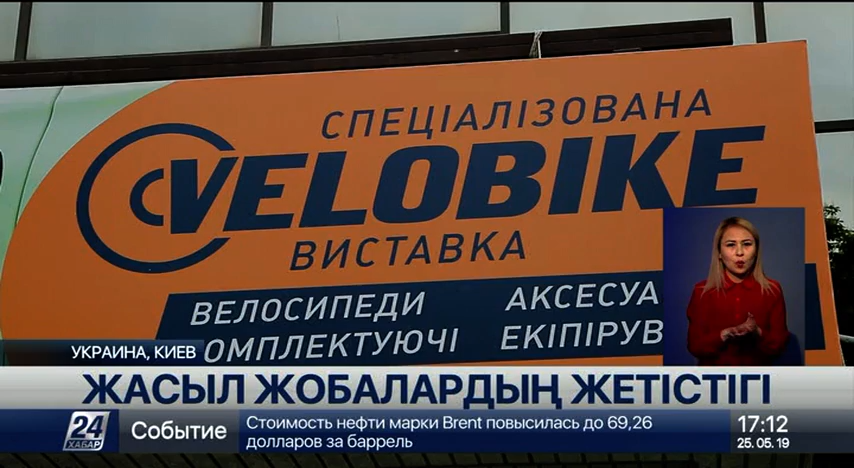 СПЕЦІАЛІЗОВАНА
VELOBIKE
ВИСТАВКА
ВЕЛОСИПЕДИ АКСЕСУА
ОМПЛЕКТУЮЧІ ЕКІПІРУВ
УКРАИНА, КИЕВ
ЖАСЫЛ ЖОБАЛАРДЫҢ ЖЕТІСТІГІ
24
ХАБАР
Событие
Стоимость нефти марки Brent повысилась до 69,26
долларов за баррель
17:12
25.05.19